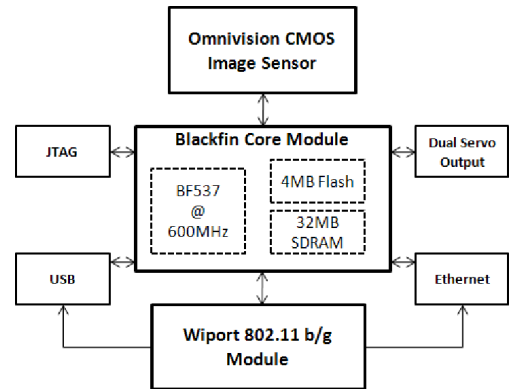 Omnivision CMOS
Image Sensor
Blackfin Core Module
JTAG
Dual Servo
Output
BF537
@
600MHz
4MB Flash
32MB
SDRAM
USB
Ethernet
Wiport 802.11 b/g
Module